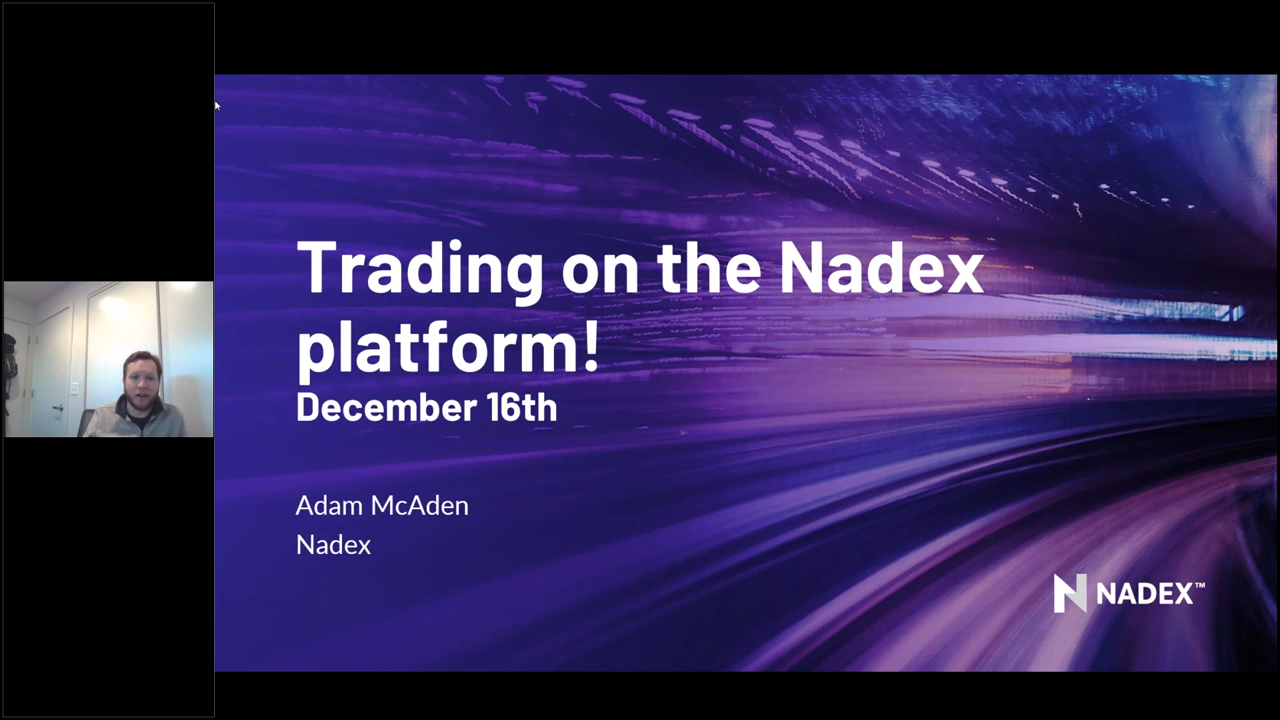 Trading on the Nadex
platform!
December 16th
Adam McAden
Nadex
NADEX™